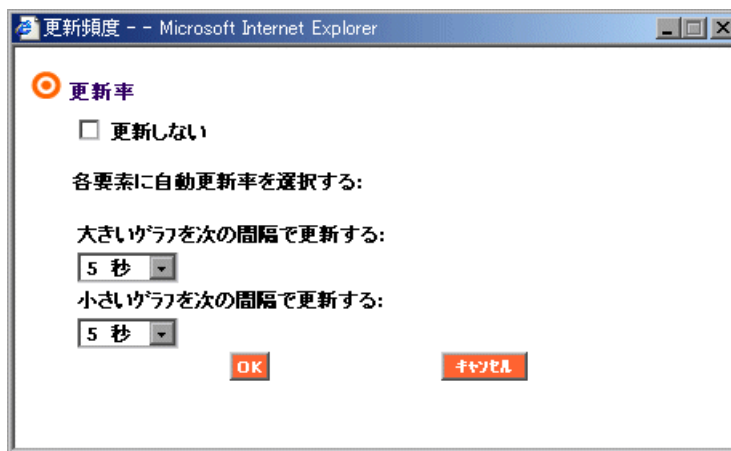 更新頻度 - - Microsoft Internet Explorer
更新率
更新しない
各要素に自動更新率を選択する:
大きいグラフを次の間隔で更新する:
5 秒
小さいグラフを次の間隔で更新する:
5 秒
OK
キャンセル